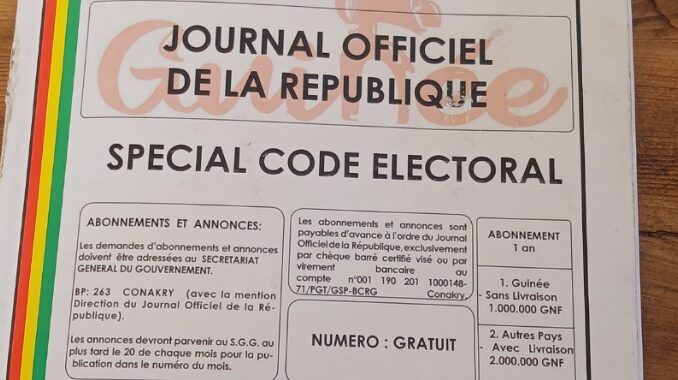 Guinée
JOURNAL OFFICIEL
DE LA REPUBLIQUE
SPECIAL CODE ELECTORAL
ABONNEMENTS ET ANNONCES:
Les demandes d'abonnements et annonces
doivent être adressées au SECRETARIAT
GENERAL DU GOUVERNEMENT.
BP: 263 CONAKRY (avec la mention
Direction du Journal Officiel de la Ré-
publique).
Les annonces devront parvenir au S.G.G. au
plus tard le 20 de chaque mois pour la pu-
blication dans le numéro du mois.
Les abonnements et annonces sont
payables d'avance à l'ordre du Journal
Officiel de la République, exclusivement
par chèque barré certifié visé ou par
virement bancaire au
compte n°001 190 201 1000148-
71/PGT/GSP-BCRG Conakry.
NUMERO : GRATUIT
ABONNEMENT
1 an
1. Guinée
- Sans Livraison
1.000.000 GNF
2. Autres Pays
- Avec Livraison
2.000.000 GNF